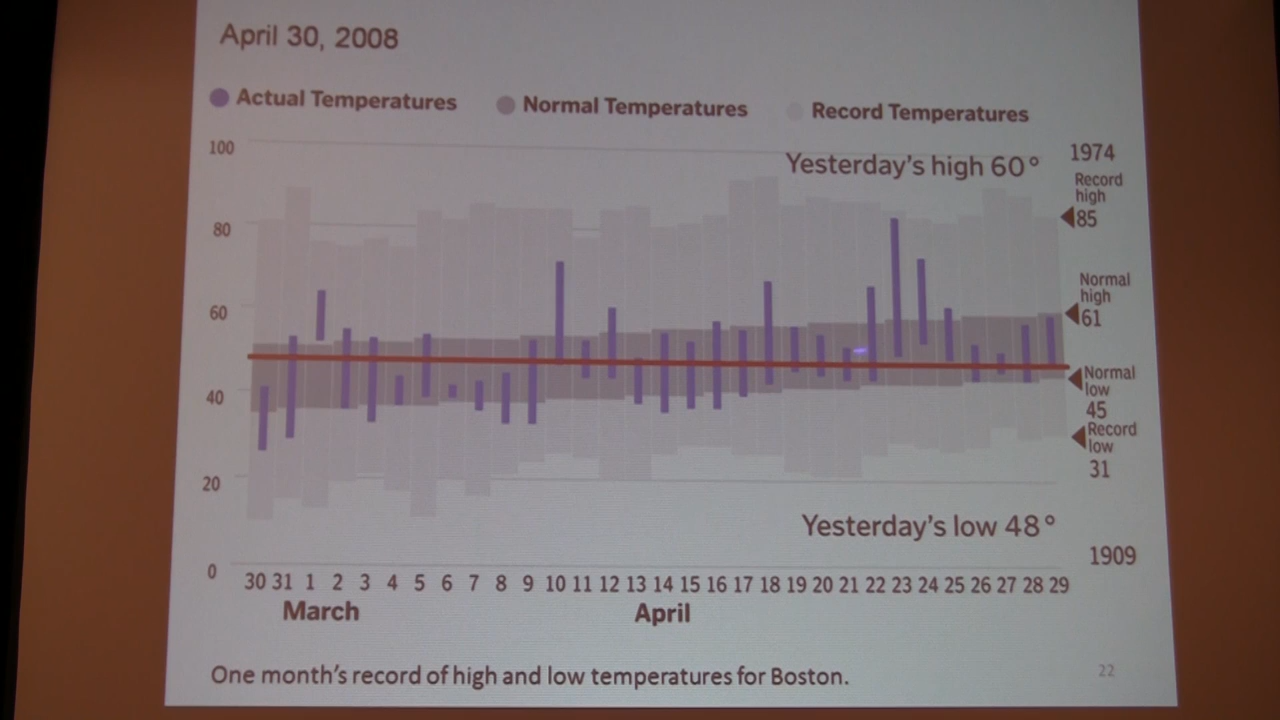 April 30, 2008
Actual Temperatures Normal Temperatures Record Temperatures
100
Yesterday's high 60°
1974
Record
high
85
80
Normal
high
61
60
Normal
low
45
40
Record
low
31
20
Yesterday's low 48°
1909
0
30 31 1 2 3 4 5 6 7 8 9 10 11 12 13 14 15 16 17 18 19 20 21 22 23 24 25 26 27 28 29
March April
One month's record of high and low temperatures for Boston.
22